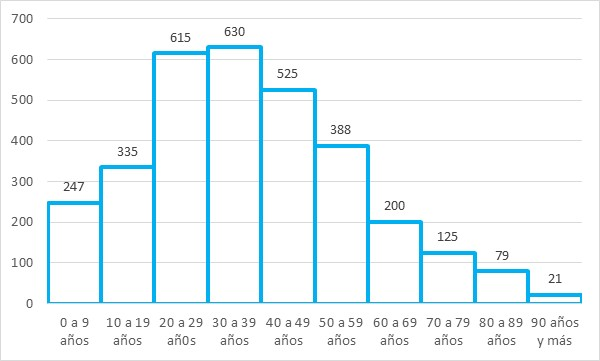 700
600
500
400
300
200
100
0
247
335
615
630
525
388
200
125
79
21
0 a 9 años
10 a 19 años
20 a 29 añ0s
30 a 39 años
40 a 49 años
50 a 59 años
60 a 69 años
70 a 79 años
80 a 89 años
90 años y más